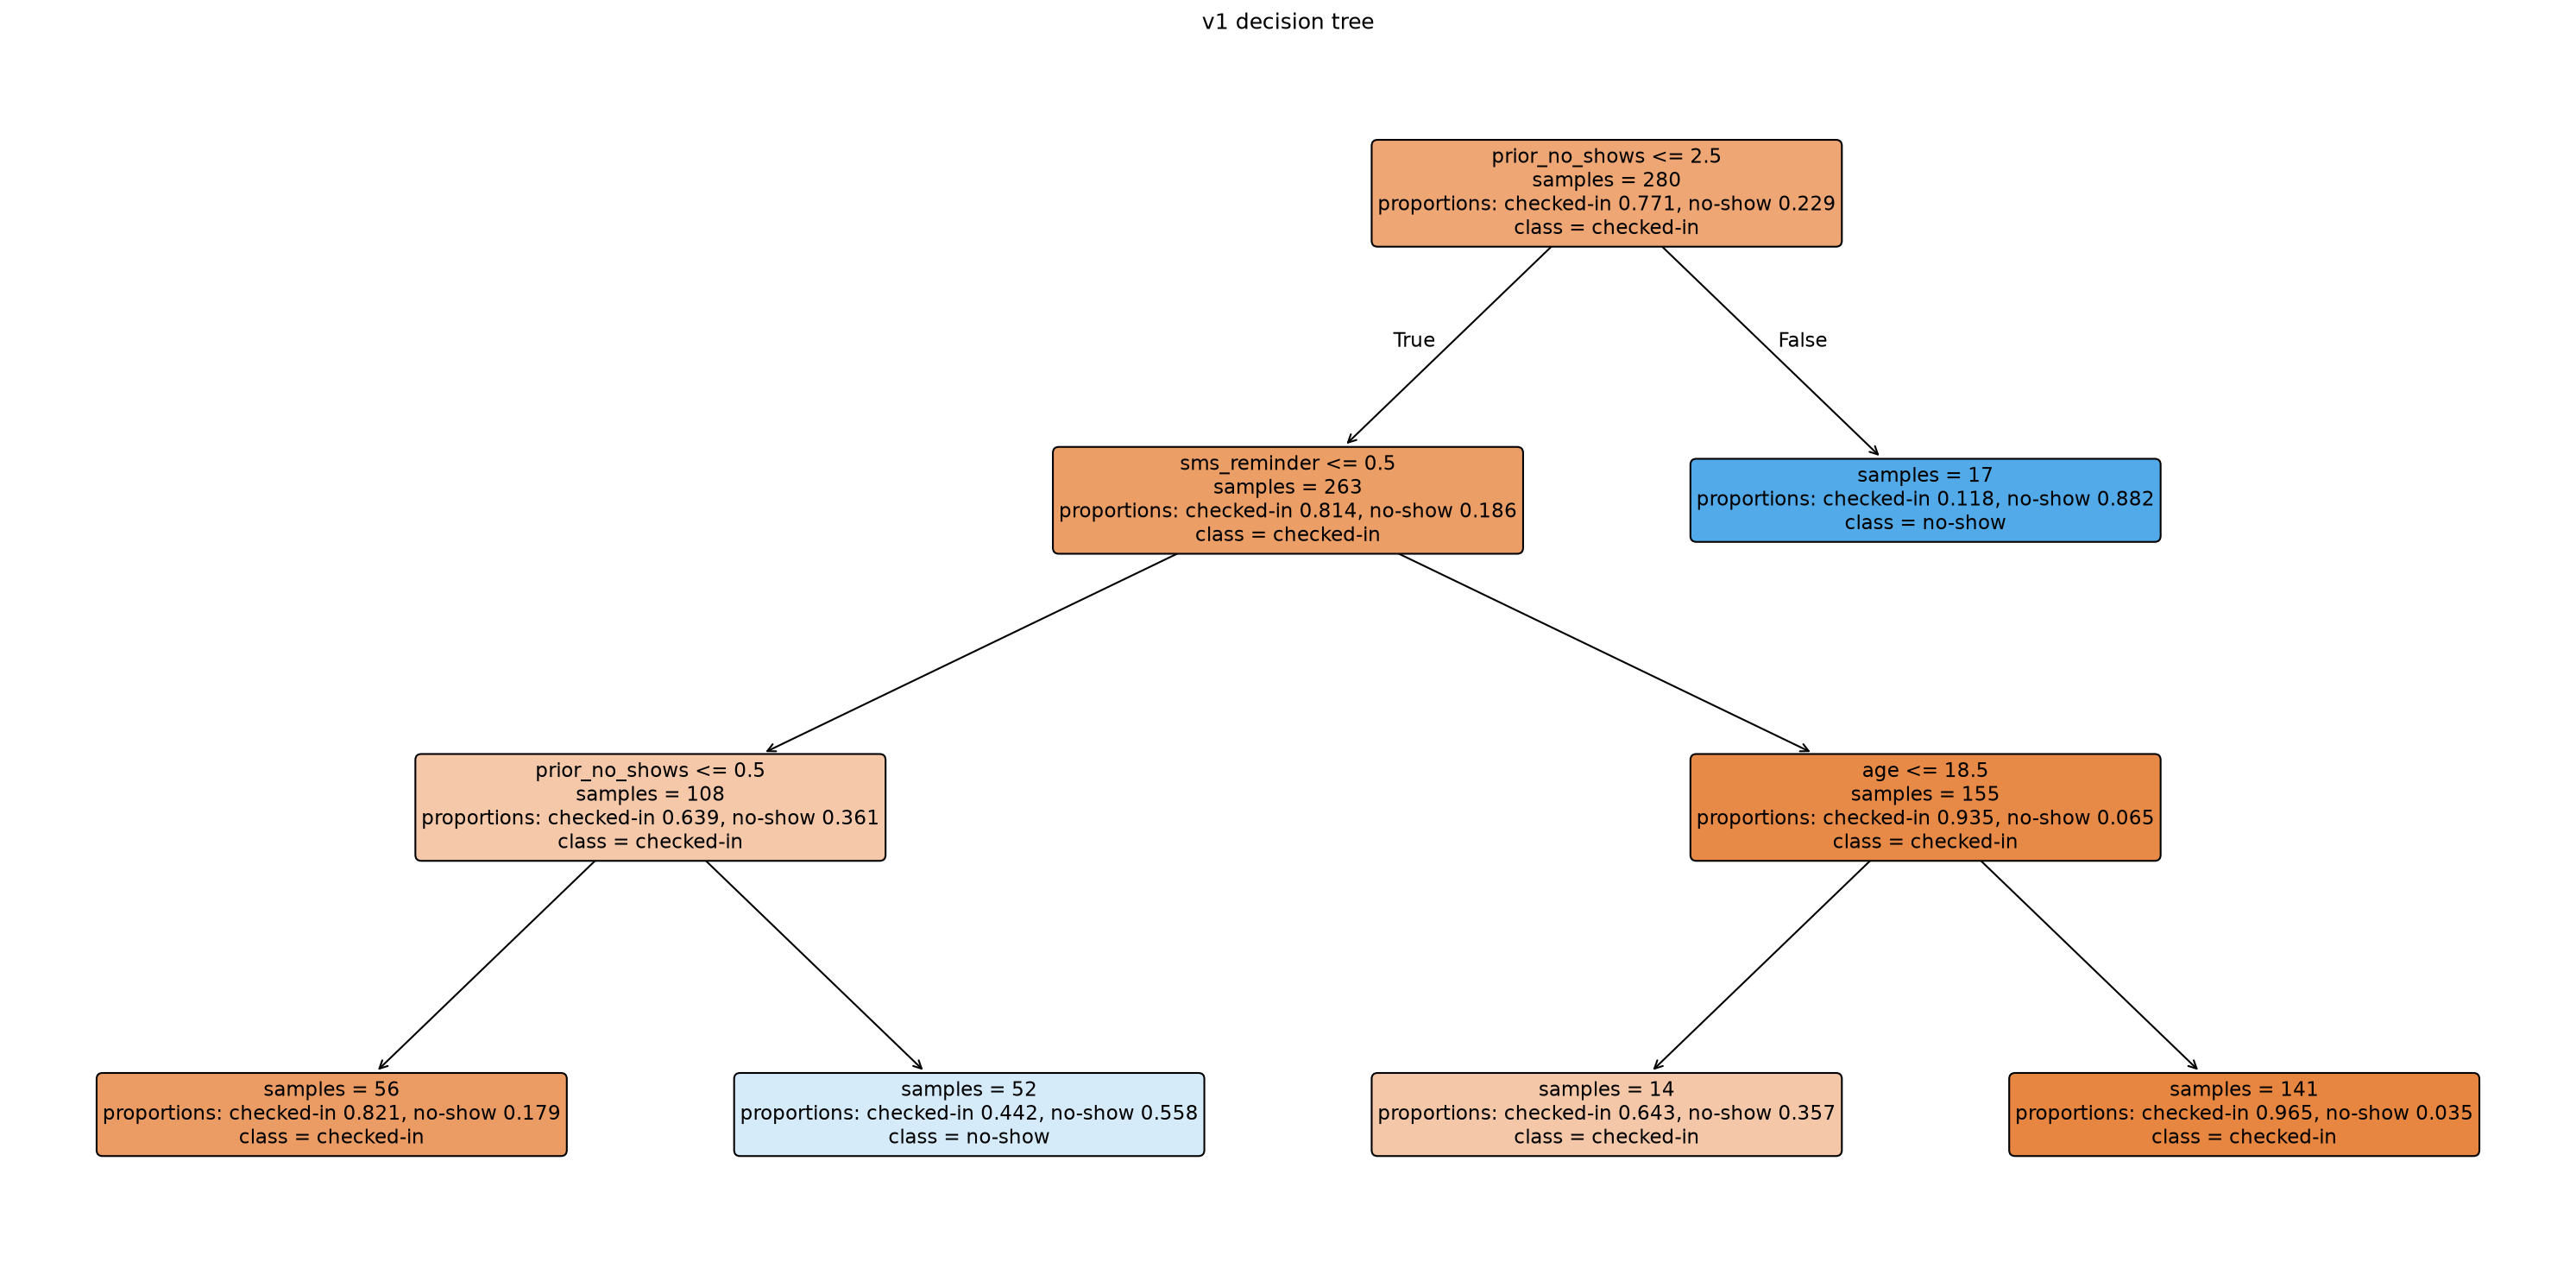 v1 decision tree
prior_no_shows <= 2.5
samples = 280
proportions: checked-in 0.771, no-show 0.229
class = checked-in
True
False
sms_reminder <= 0.5
samples = 263
proportions: checked-in 0.814, no-show 0.186
class = checked-in
samples = 17
proportions: checked-in 0.118, no-show 0.882
class = no-show
prior_no_shows <= 0.5
samples = 108
proportions: checked-in 0.639, no-show 0.361
class = checked-in
age <= 18.5
samples = 155
proportions: checked-in 0.935, no-show 0.065
class = checked-in
samples = 56
proportions: checked-in 0.821, no-show 0.179
class = checked-in
samples = 52
proportions: checked-in 0.442, no-show 0.558
class = no-show
samples = 14
proportions: checked-in 0.643, no-show 0.357
class = checked-in
samples = 141
proportions: checked-in 0.965, no-show 0.035
class = checked-in